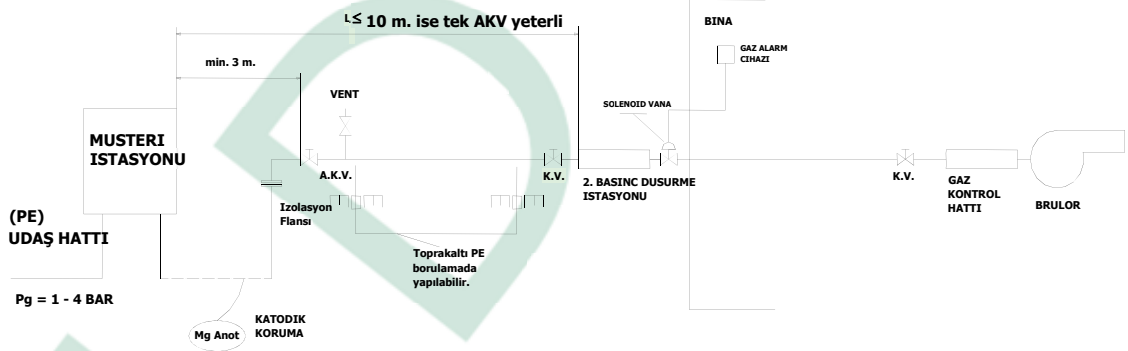 L ≤ 10 m. ise tek AKV yeterli
BINA
min. 3 m.
GAZ ALARM
CIHAZI
VENT
SOLENOID VANA
MUSTERI
ISTASYONU
A.K.V.
K.V.
2. BASINC DUSURME
ISTASYONU
K.V.
GAZ
KONTROL
HATTI
BRULOR
Izolasyon
Flansı
(PE)
UDAŞ HATTI
Toprakaltı PE
borulamada
yapılabilir.
Pg = 1 - 4 BAR
Mg Anot
KATODIK
KORUMA